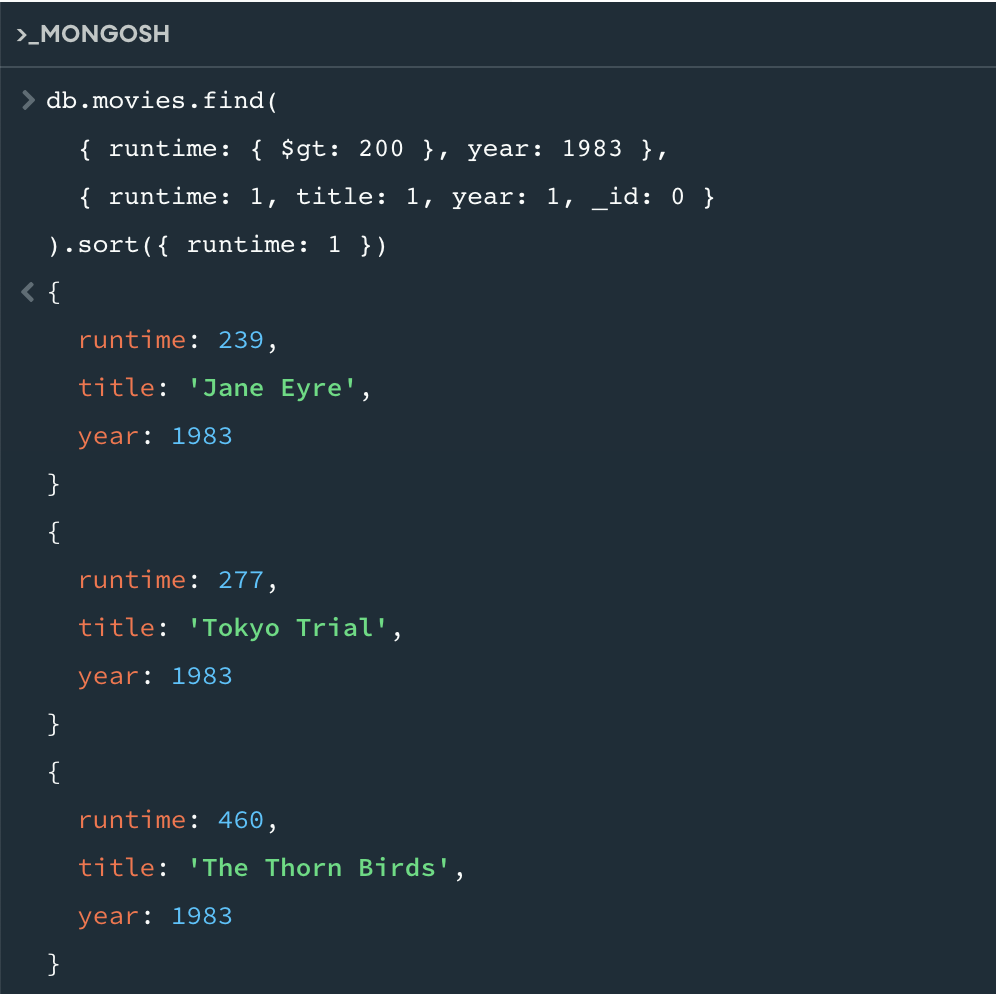 >_MONGOSH
> db.movies.find(
{ runtime: { $gt: 200 }, year: 1983 },
{ runtime: 1, title: 1, year: 1, _id: 0 }
).sort({ runtime: 1 })
< {
runtime: 239,
title: 'Jane Eyre',
year: 1983
}
{
runtime: 277,
title: 'Tokyo Trial',
year: 1983
}
{
runtime: 460,
title: 'The Thorn Birds',
year: 1983
}